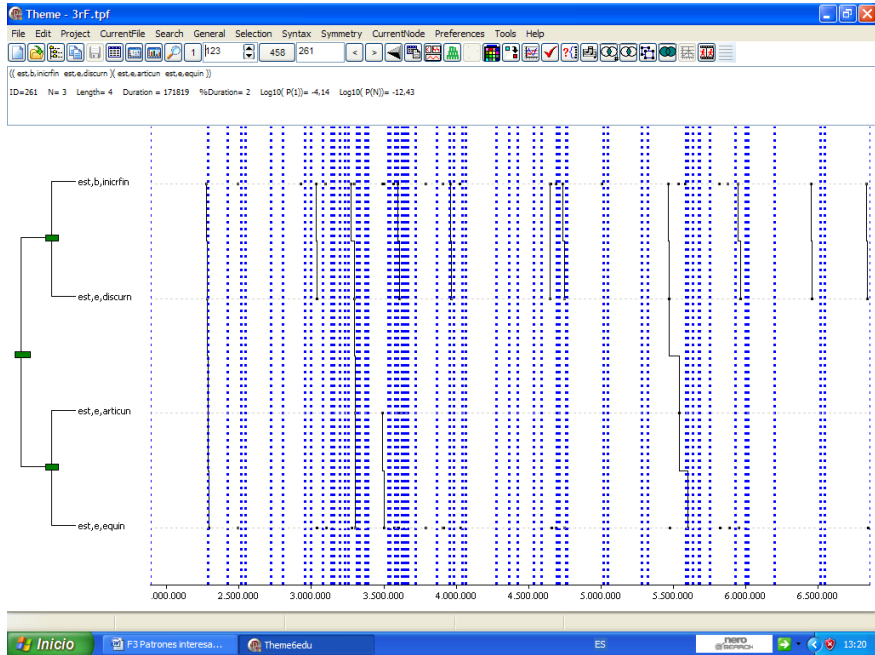 Theme - 3rF.tpf
File Edit Project CurrentFile Search General Selection Syntax Symmetry CurrentNode Preferences Tools Help
1 123 458 261 < >
(( est,b,inicrfin est,e,discurn )( est,e,articun est,e,equin ))
ID=261 N= 3 Length= 4 Duration = 171819 %Duration= 2 Log10( P(1))= -4,14 Log10( P(N))= -12,43
est,b,inicrfin
est,e,discurn
est,e,articun
est,e,equin
.000.000 2.500.000 3.000.000 3.500.000 4.000.000 4.500.000 5.000.000 5.500.000 6.000.000 6.500.000
Inicio F3 Patrones interesa... Theme6edu ES nero SEARCH 13:20